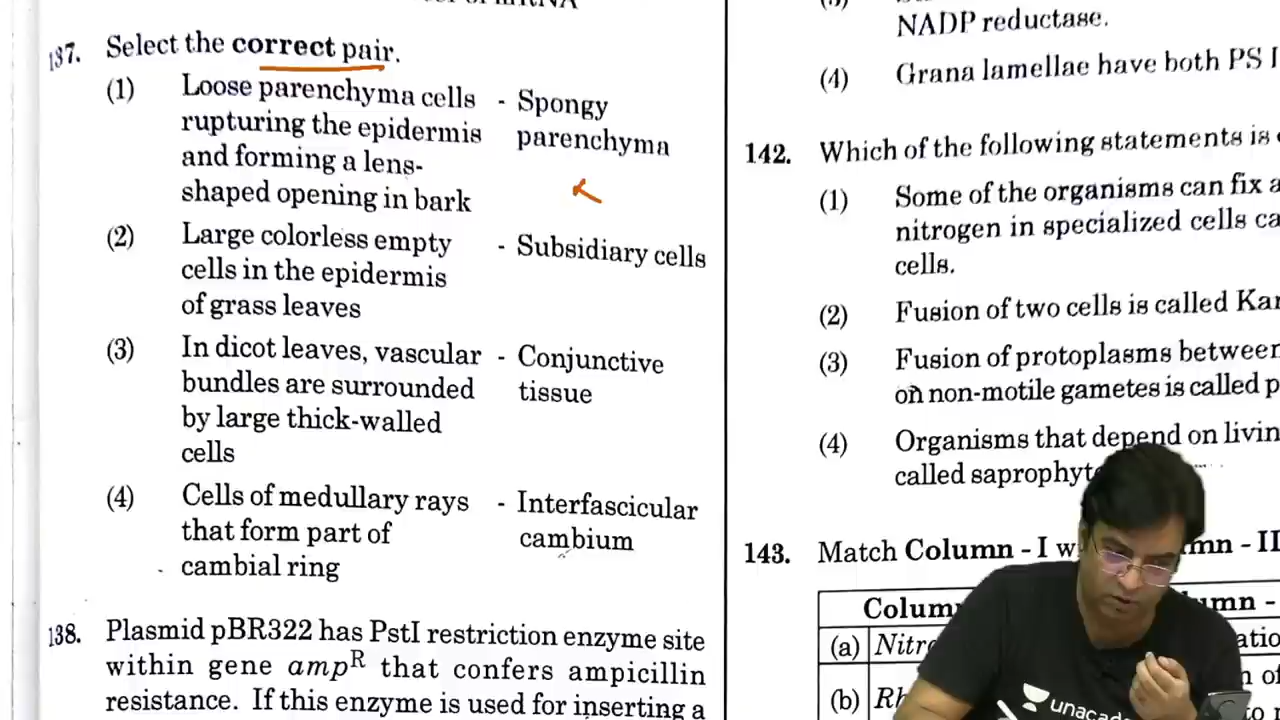 137. Select the correct pair.
(1) Loose parenchyma cells - Spongy
rupturing the epidermis parenchyma
and forming a lens-
shaped opening in bark
(2) Large colorless empty - Subsidiary cells
cells in the epidermis
of grass leaves
(3) In dicot leaves, vascular - Conjunctive
bundles are surrounded tissue
by large thick-walled
cells
(4) Cells of medullary rays - Interfascicular
that form part of cambium
cambial ring
138. Plasmid pBR322 has PstI restriction enzyme site
within gene ampR that confers ampicillin
resistance. If this enzyme is used for inserting a
NADP reductase.
(4) Grana lamellae have both PS I
142. Which of the following statements is
(1) Some of the organisms can fix
nitrogen in specialized cells
cells.
(2) Fusion of two cells is called
(3) Fusion of protoplasms between
on non-motile gametes is called
(4) Organisms that depend on
called
143. Match Column - I - II
(a)
(b)